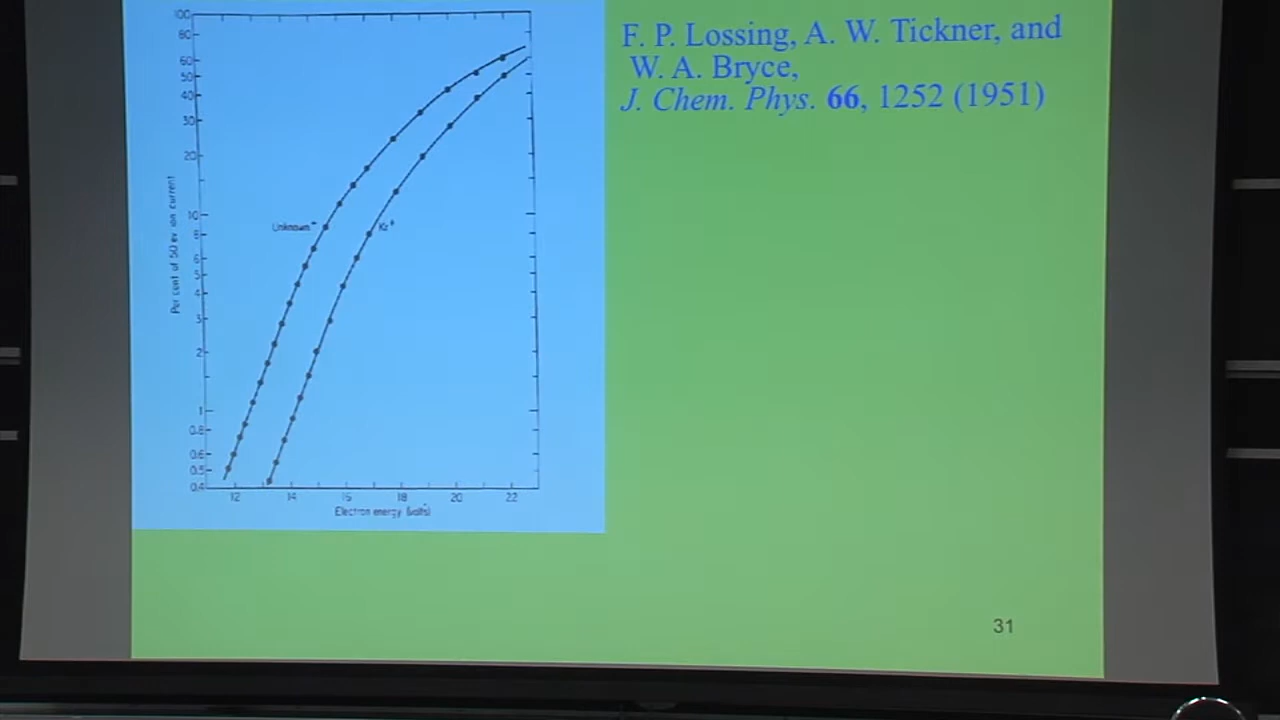 F. P. Lossing, A. W. Tickner, and
W. A. Bryce,
J. Chem. Phys. 66, 1252 (1951)
100
80
60
50
40
30
20
10
8
6
5
4
3
2
1
0.8
0.6
0.5
0.4
Per cent of 50 ev ion current
Unknown+
Kr+
12 14 16 18 20 22
Electron energy (volts)
31